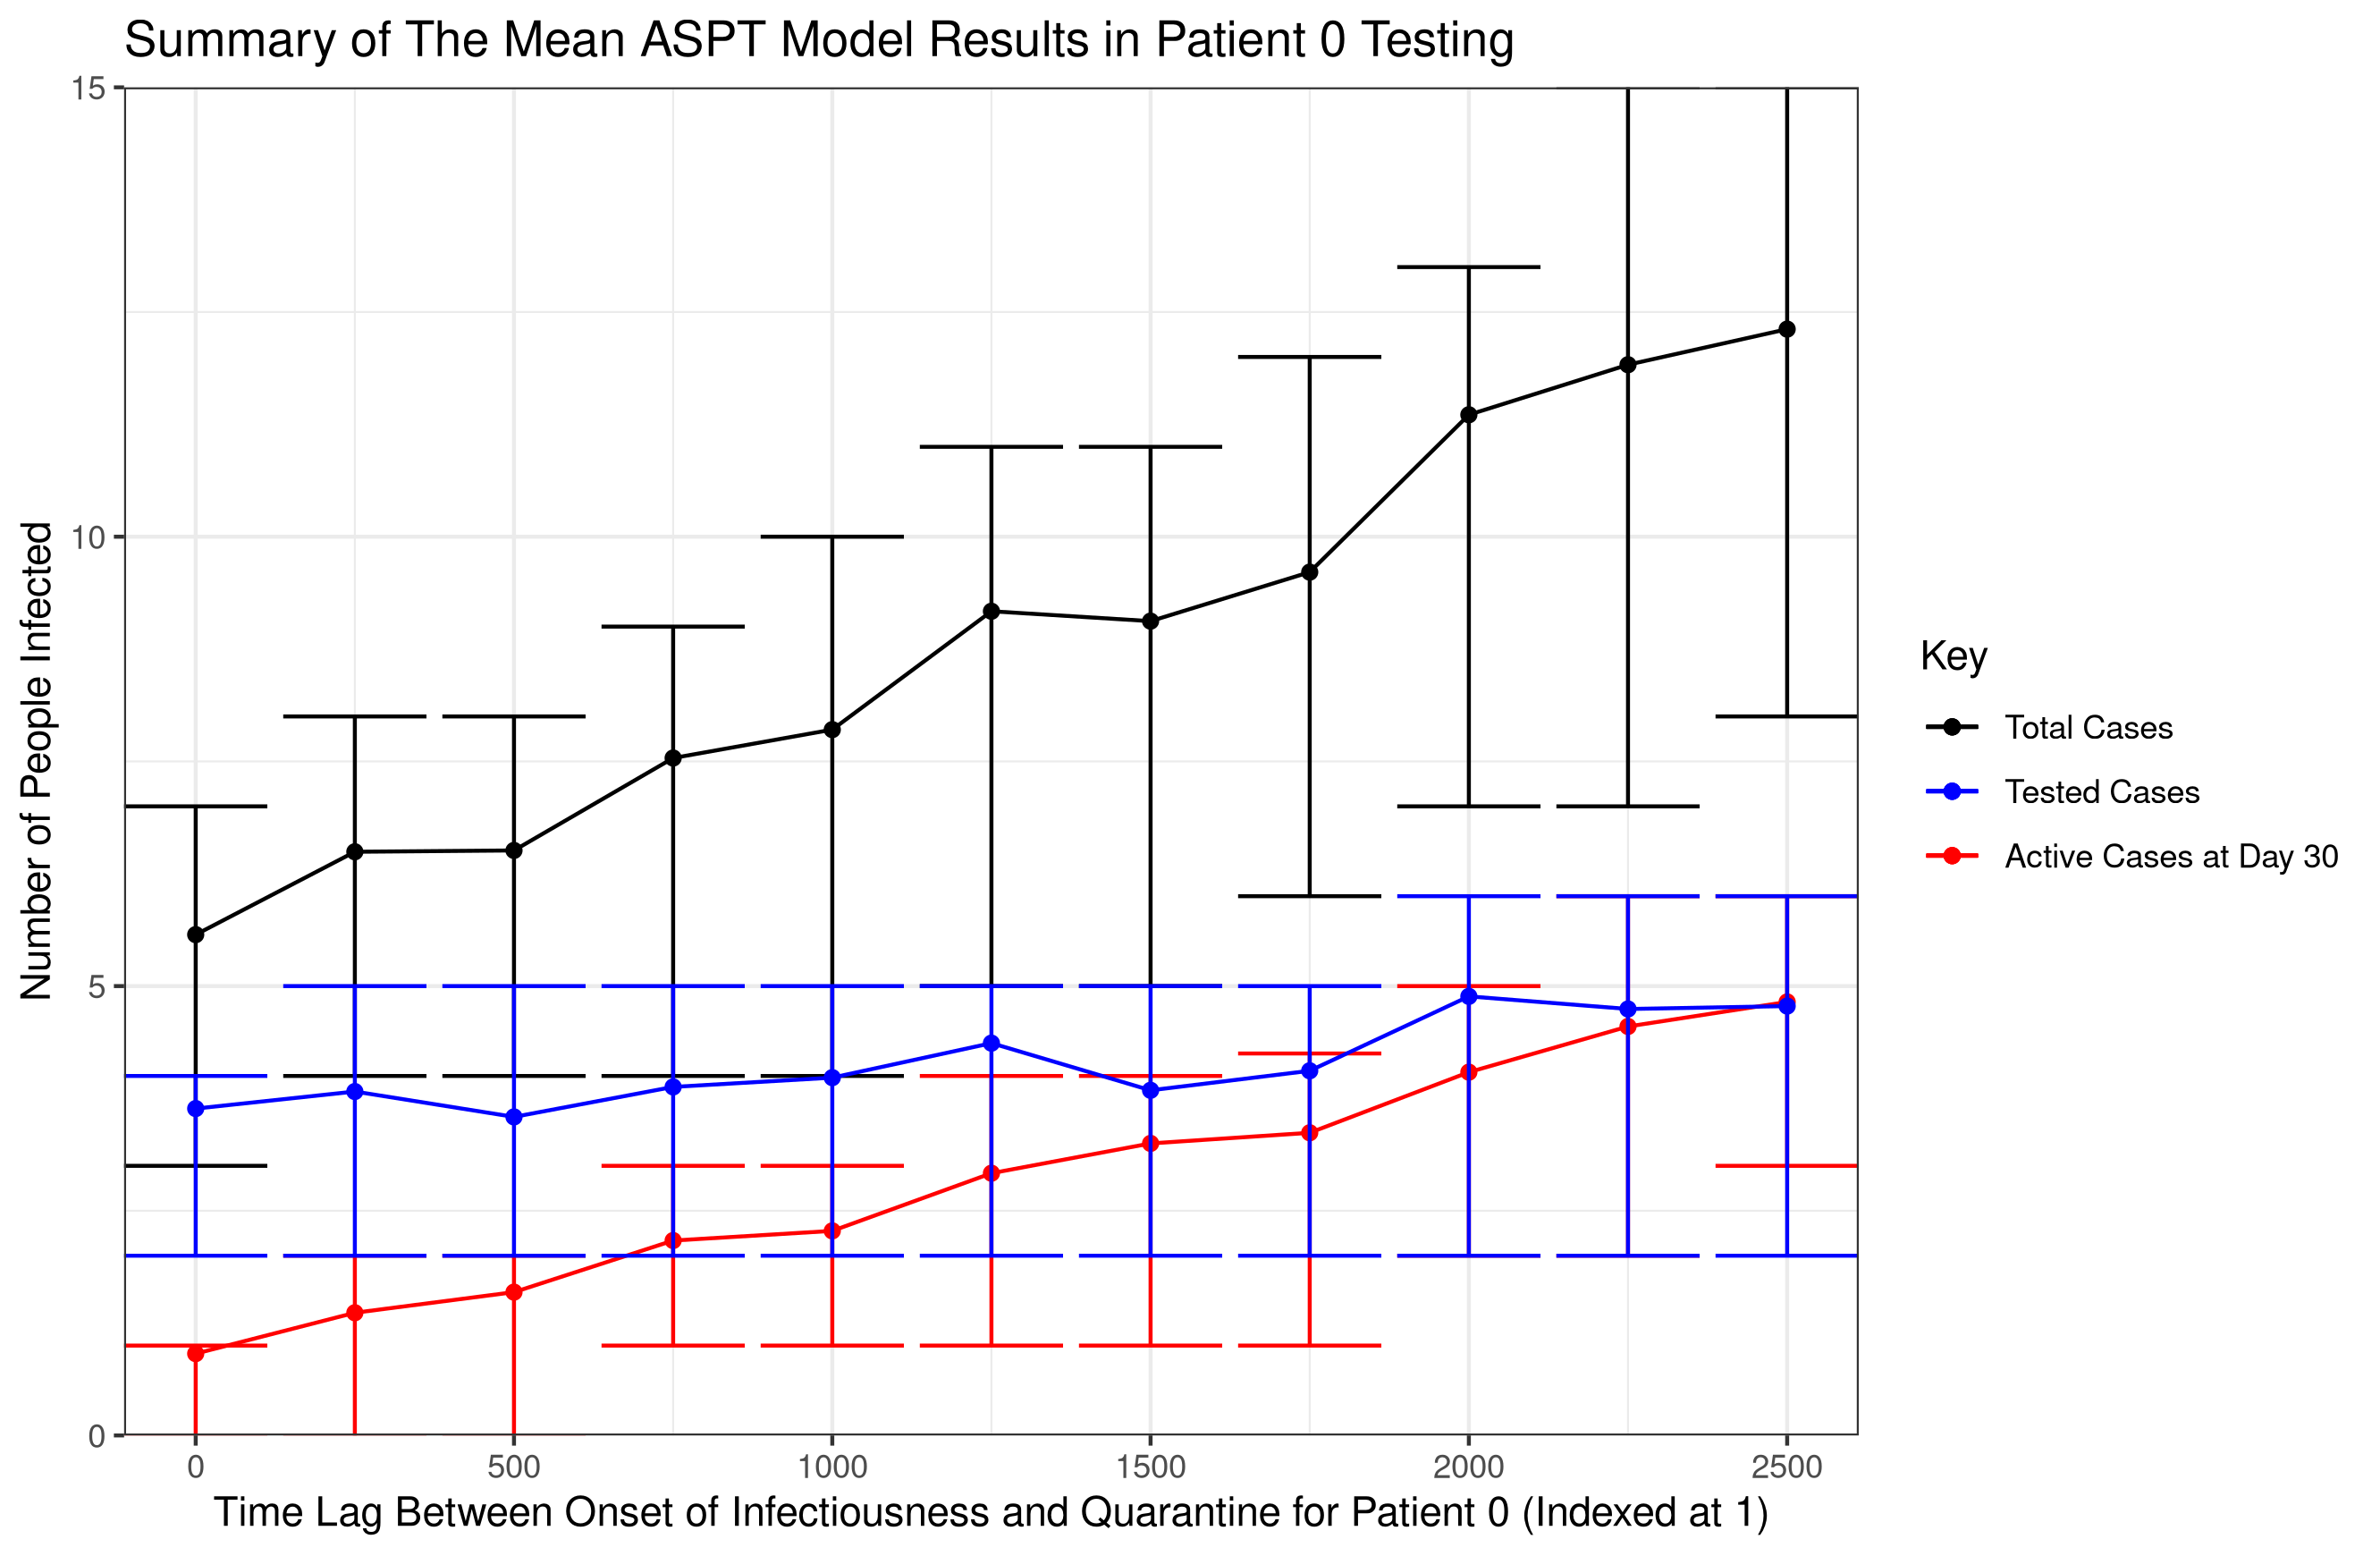 Summary of The Mean ASPT Model Results in Patient 0 Testing
15
10
5
0
Number of People Infected
0 500 1000 1500 2000 2500
Time Lag Between Onset of Infectiousness and Quarantine for Patient 0 (Indexed at 1)
Key
Total Cases
Tested Cases
Active Cases at Day 30